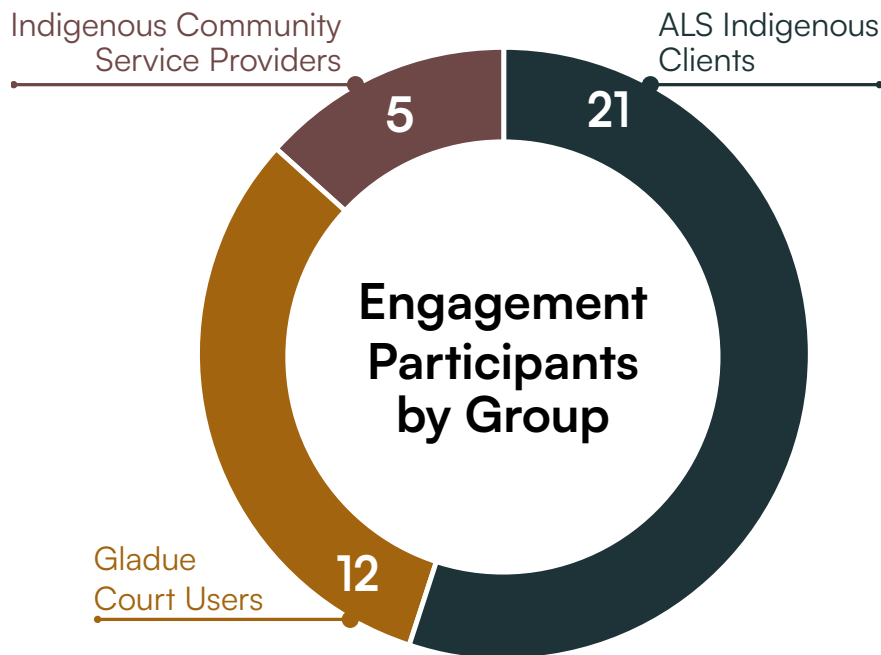 Indigenous Community
Service Providers
5
ALS Indigenous
Clients
21
Engagement
Participants
by Group
Gladue
Court Users
12